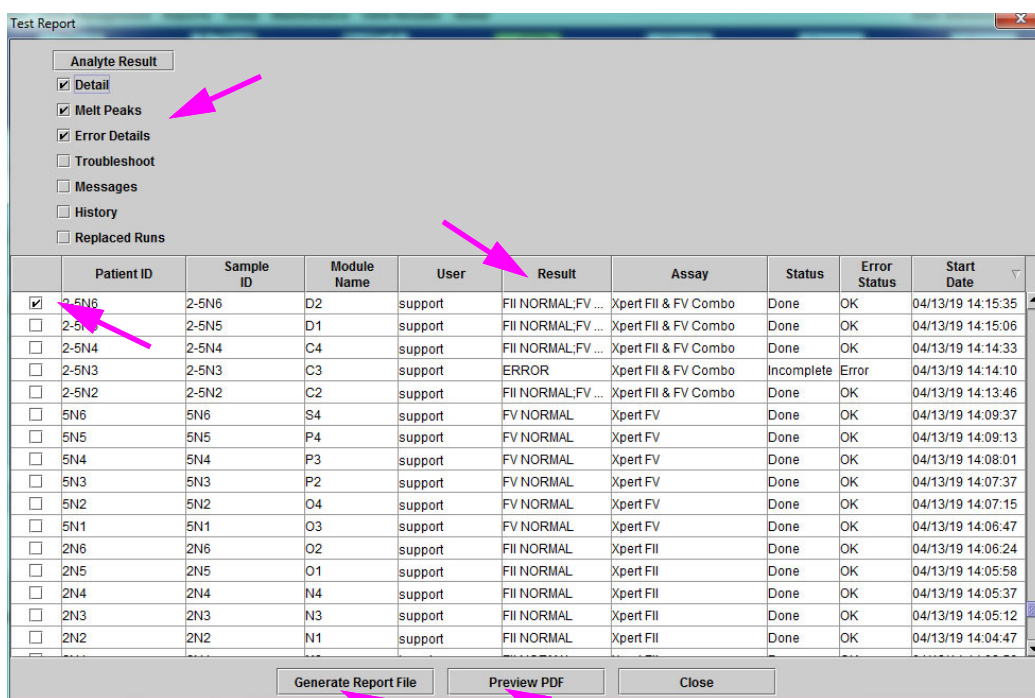 Test Report
Analyte Result
Detail
Melt Peaks
Error Details
Troubleshoot
Messages
History
Replaced Runs
Patient ID Sample ID Module Name User Result Assay Status Error Status Start Date
2-5N6 2-5N6 D2 support FII NORMAL;FV ... Xpert FII & FV Combo Done OK 04/13/19 14:15:35
2-5N5 D1 support FII NORMAL;FV ... Xpert FII & FV Combo Done OK 04/13/19 14:15:06
2-5N4 2-5N4 C4 support FII NORMAL;FV ... Xpert FII & FV Combo Done OK 04/13/19 14:14:33
2-5N3 2-5N3 C3 support ERROR Xpert FII & FV Combo Incomplete Error 04/13/19 14:14:10
2-5N2 2-5N2 C2 support FII NORMAL;FV ... Xpert FII & FV Combo Done OK 04/13/19 14:13:46
5N6 5N6 S4 support FV NORMAL Xpert FV Done OK 04/13/19 14:09:37
5N5 5N5 P4 support FV NORMAL Xpert FV Done OK 04/13/19 14:09:13
5N4 5N4 P3 support FV NORMAL Xpert FV Done OK 04/13/19 14:08:01
5N3 5N3 P2 support FV NORMAL Xpert FV Done OK 04/13/19 14:07:37
5N2 5N2 O4 support FV NORMAL Xpert FV Done OK 04/13/19 14:07:15
5N1 5N1 O3 support FV NORMAL Xpert FV Done OK 04/13/19 14:06:47
2N6 2N6 O2 support FII NORMAL Xpert FII Done OK 04/13/19 14:06:24
2N5 2N5 O1 support FII NORMAL Xpert FII Done OK 04/13/19 14:05:58
2N4 2N4 N4 support FII NORMAL Xpert FII Done OK 04/13/19 14:05:37
2N3 2N3 N3 support FII NORMAL Xpert FII Done OK 04/13/19 14:05:12
2N2 2N2 N1 support FII NORMAL Xpert FII Done OK 04/13/19 14:04:47
Generate Report File Preview PDF Close